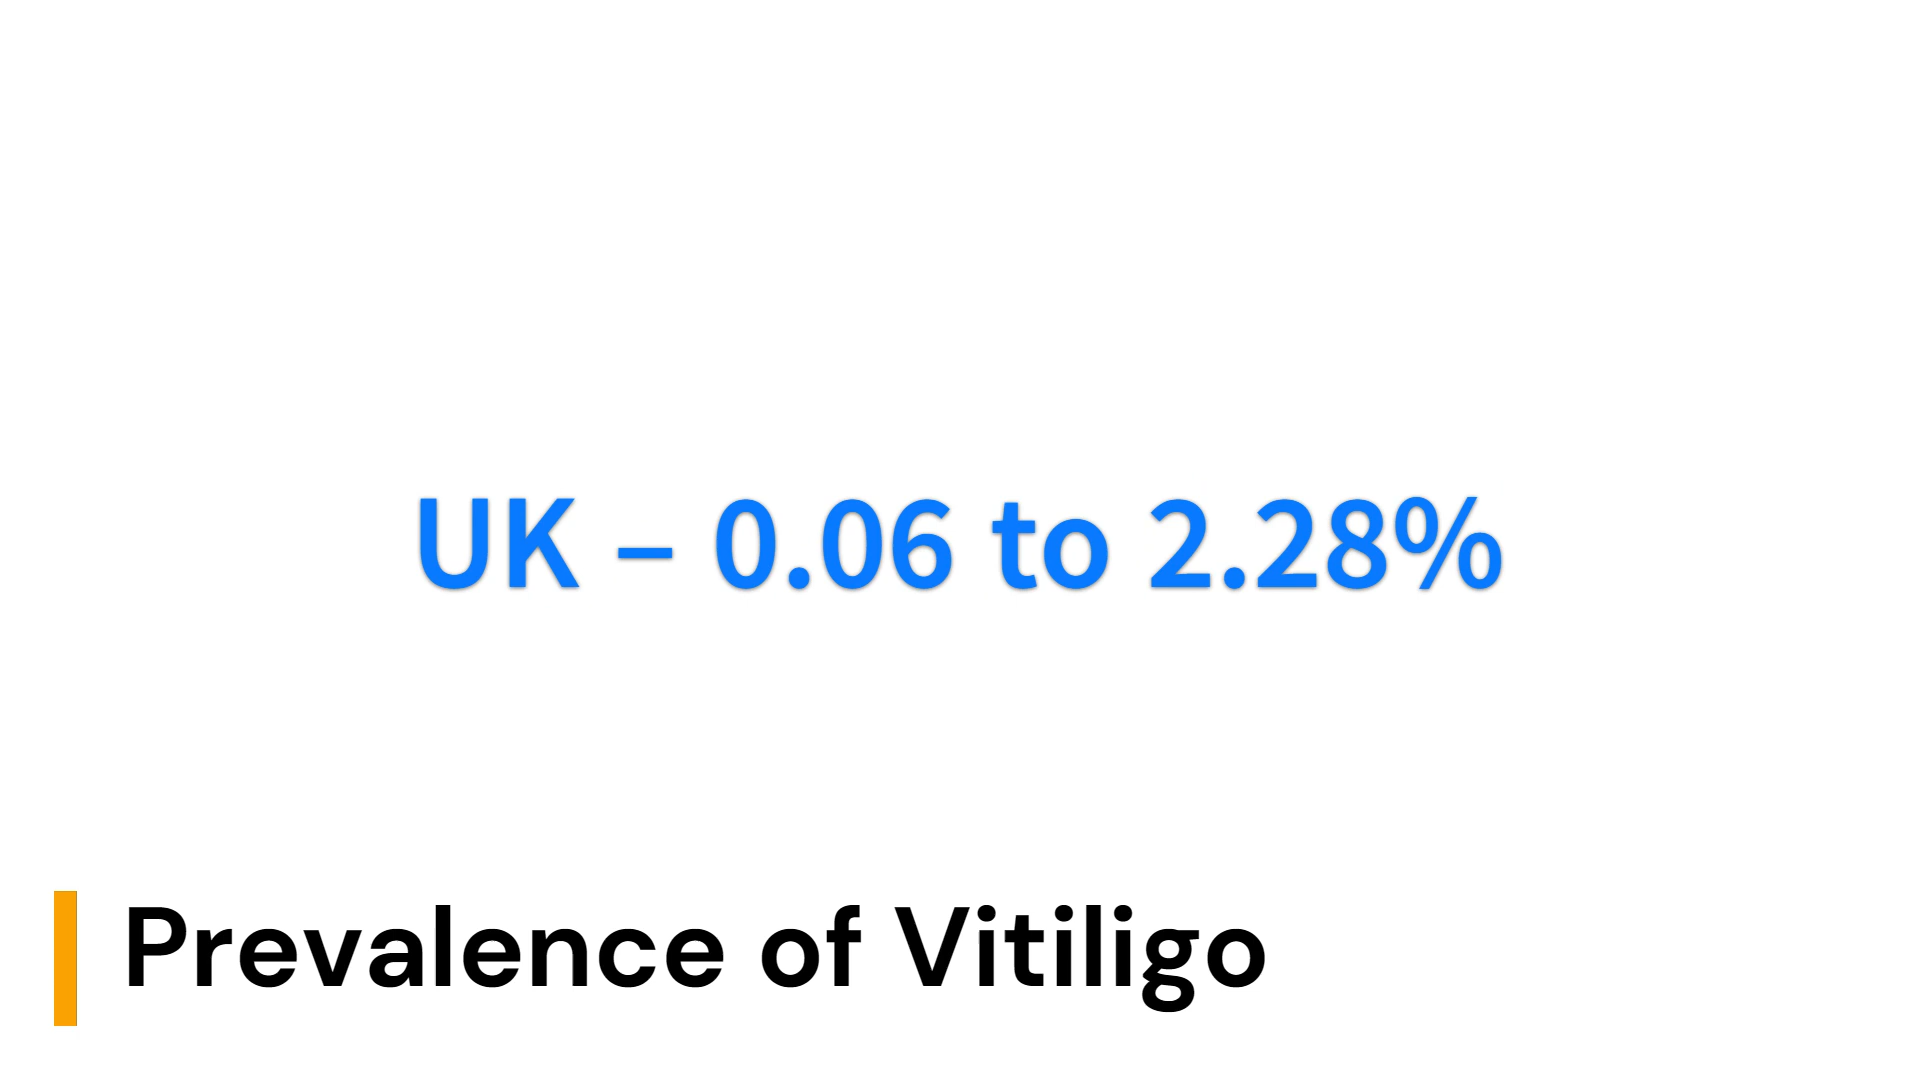 UK – 0.06 to 2.28%
Prevalence of Vitiligo